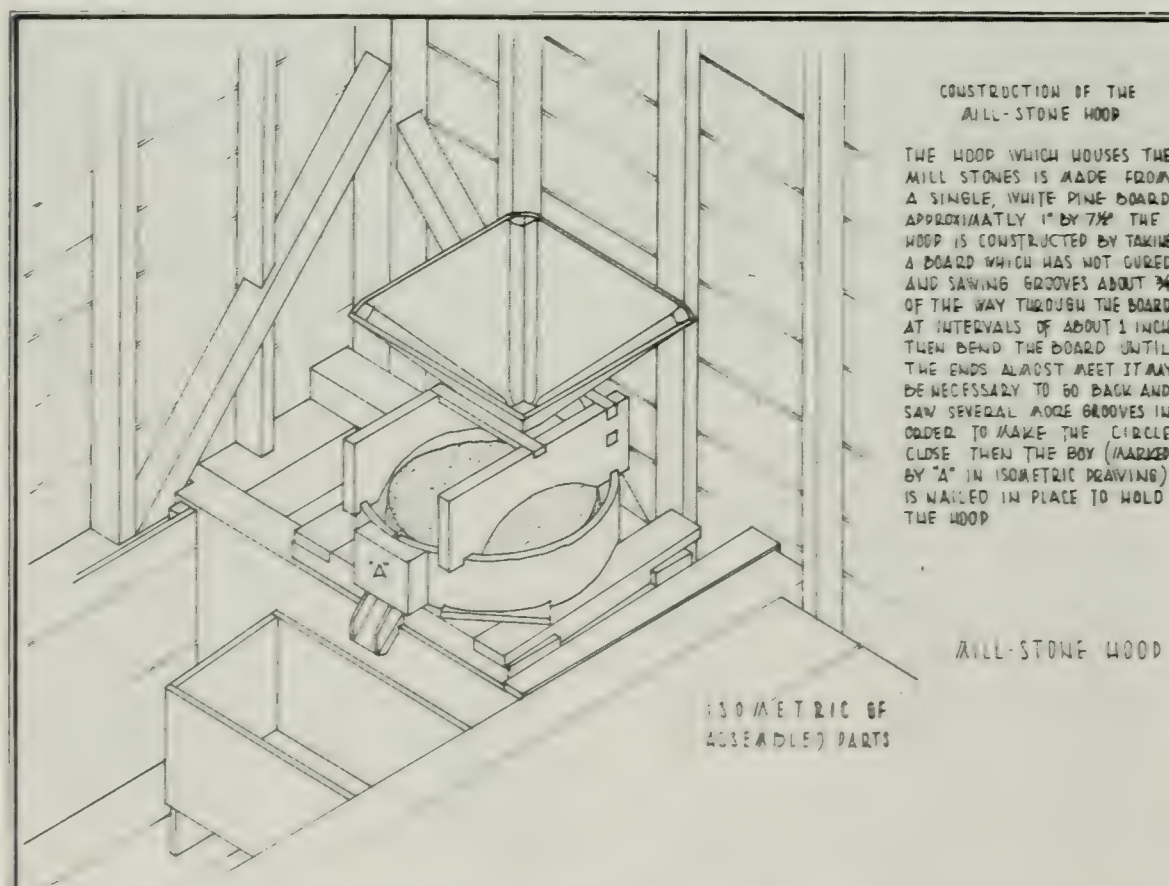 CONSTRUCTION OF THE
MILL-STONE HOOD
THE HOOD WHICH HOUSES THE
MILL STONES IS MADE FROM
A SINGLE, WHITE PINE BOARD
APPROXIMATLY 1" BY 7½" THE
HOOD IS CONSTRUCTED BY TAKING
A BOARD WHICH HAS NOT CURED
AND SAWING GROOVES ABOUT ¾
OF THE WAY THROUGH THE BOARD
AT INTERVALS OF ABOUT 1 INCH
THEN BEND THE BOARD UNTIL
THE ENDS ALMOST MEET IT MAY
BE NECESSARY TO GO BACK AND
SAW SEVERAL MORE GROOVES IN
ORDER TO MAKE THE CIRCLE
CLOSE THEN THE BOX (MARKED
BY "A" IN ISOMETRIC DRAWING)
IS NAILED IN PLACE TO HOLD
THE HOOD
"A"
MILL-STONE HOOD
ISOMETRIC OF
ASSEMBLED PARTS